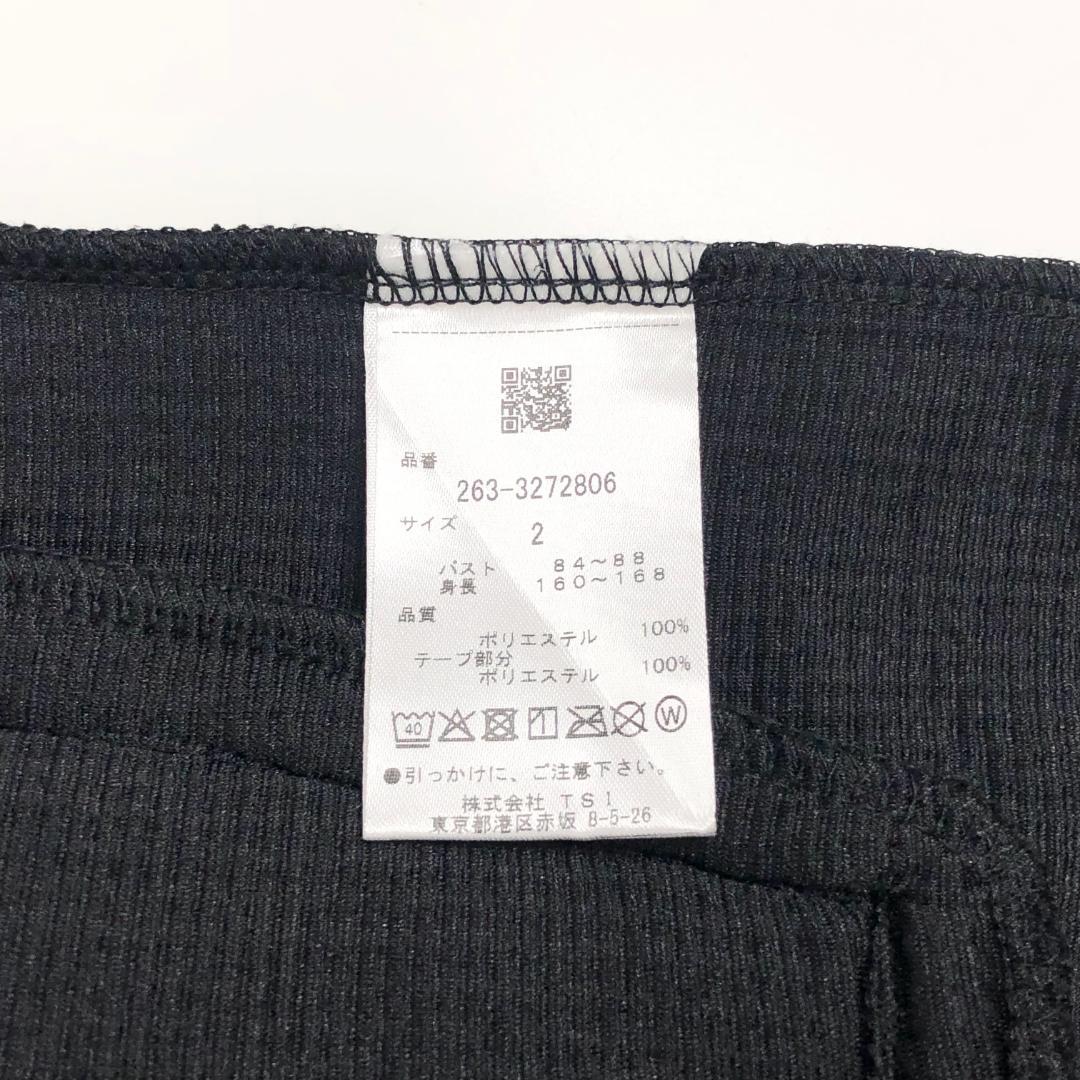 品番
263-3272806
サイズ
2
バスト 84～88
身長 160～168
品質
ポリエステル 100%
テープ部分
ポリエステル 100%
40 W
●引っかけに、ご注意下さい。
株式会社 TSI
東京都港区赤坂 8-5-26